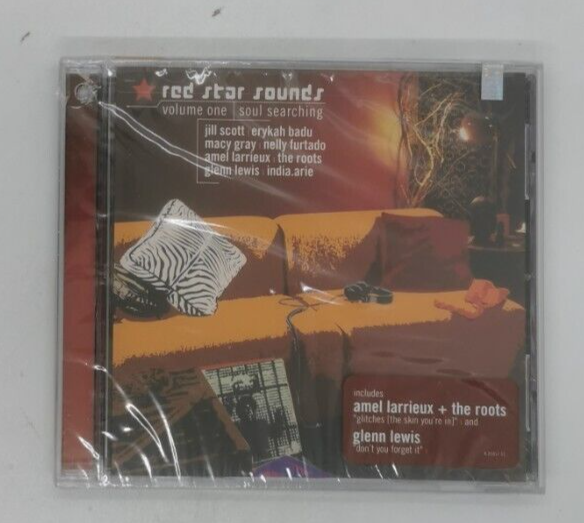 red star sounds
volume one | soul searching
jill scott | erykah badu
macy gray | nelly furtado
amel larrieux | the roots
glenn lewis | india.arie
includes
amel larrieux + the roots
"glitches [the skin you're in]" | and
glenn lewis
"don't you forget it"